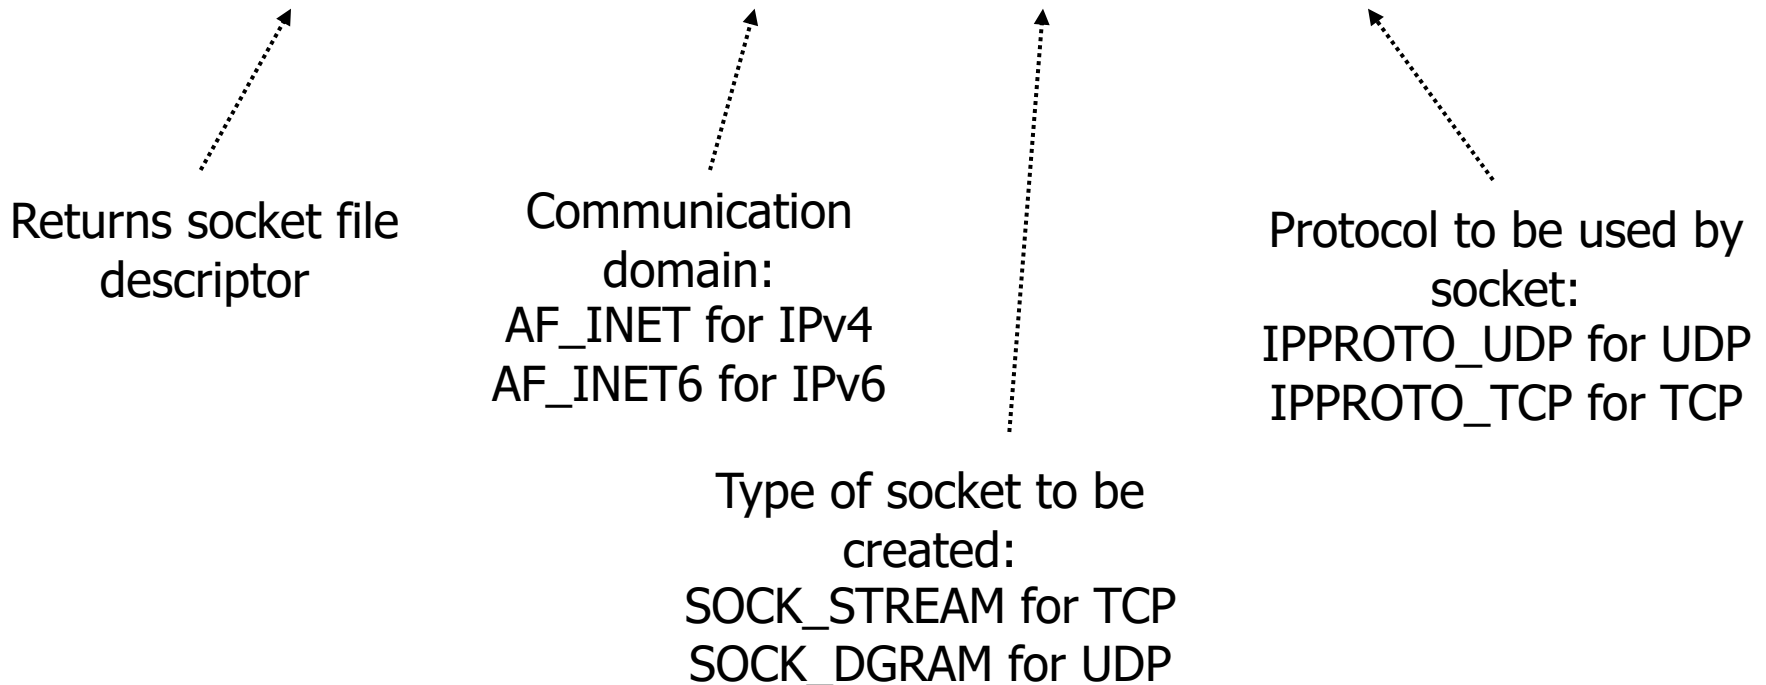 Returns socket file
descriptor
Communication
domain:
AF_INET for IPv4
AF_INET6 for IPv6
Type of socket to be
created:
SOCK_STREAM for TCP
SOCK_DGRAM for UDP
Protocol to be used by
socket:
IPPROTO_UDP for UDP
IPPROTO_TCP for TCP